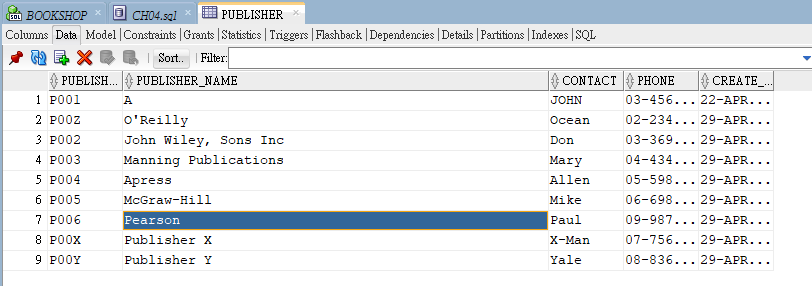 BOOKSHOP CH04.sql PUBLISHER
Columns Data Model Constraints Grants Statistics Triggers Flashback Dependencies Details Partitions Indexes SQL
Sort.. Filter:
PUBLISH... PUBLISHER_NAME CONTACT PHONE CREATE_...
1 P001 A JOHN 03-456... 22-APR...
2 P00Z O'Reilly Ocean 02-234... 29-APR...
3 P002 John Wiley, Sons Inc Don 03-369... 29-APR...
4 P003 Manning Publications Mary 04-434... 29-APR...
5 P004 Apress Allen 05-598... 29-APR...
6 P005 McGraw-Hill Mike 06-698... 29-APR...
7 P006 Pearson Paul 09-987... 29-APR...
8 P00X Publisher X X-Man 07-756... 29-APR...
9 P00Y Publisher Y Yale 08-836... 29-APR...